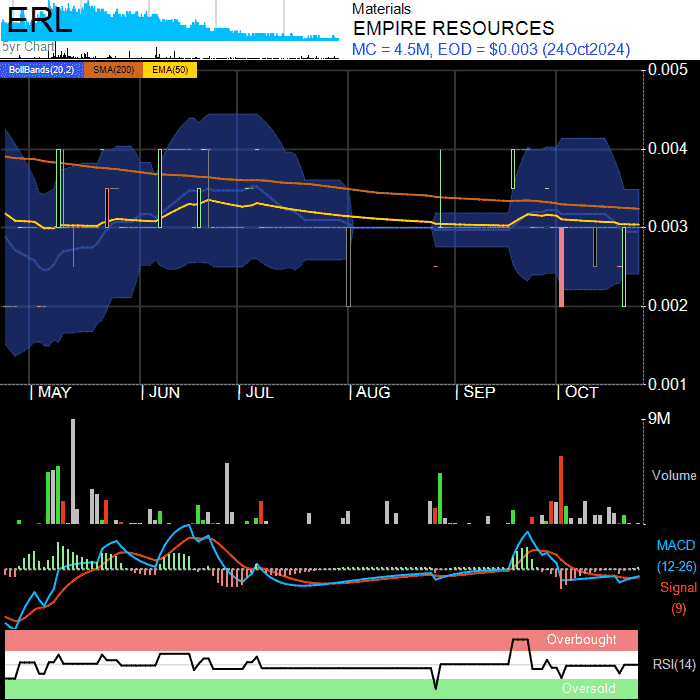 ERL
5yr Chart
Materials
EMPIRE RESOURCES
MC = 4.5M, EOD = $0.003 (24Oct2024)
BollBands(20,2) SMA(200) EMA(50)
0.005
0.004
0.003
0.002
0.001
MAY JUN JUL AUG SEP OCT
9M
Volume
MACD
(12-26)
Signal
(9)
Overbought
RSI(14)
Oversold